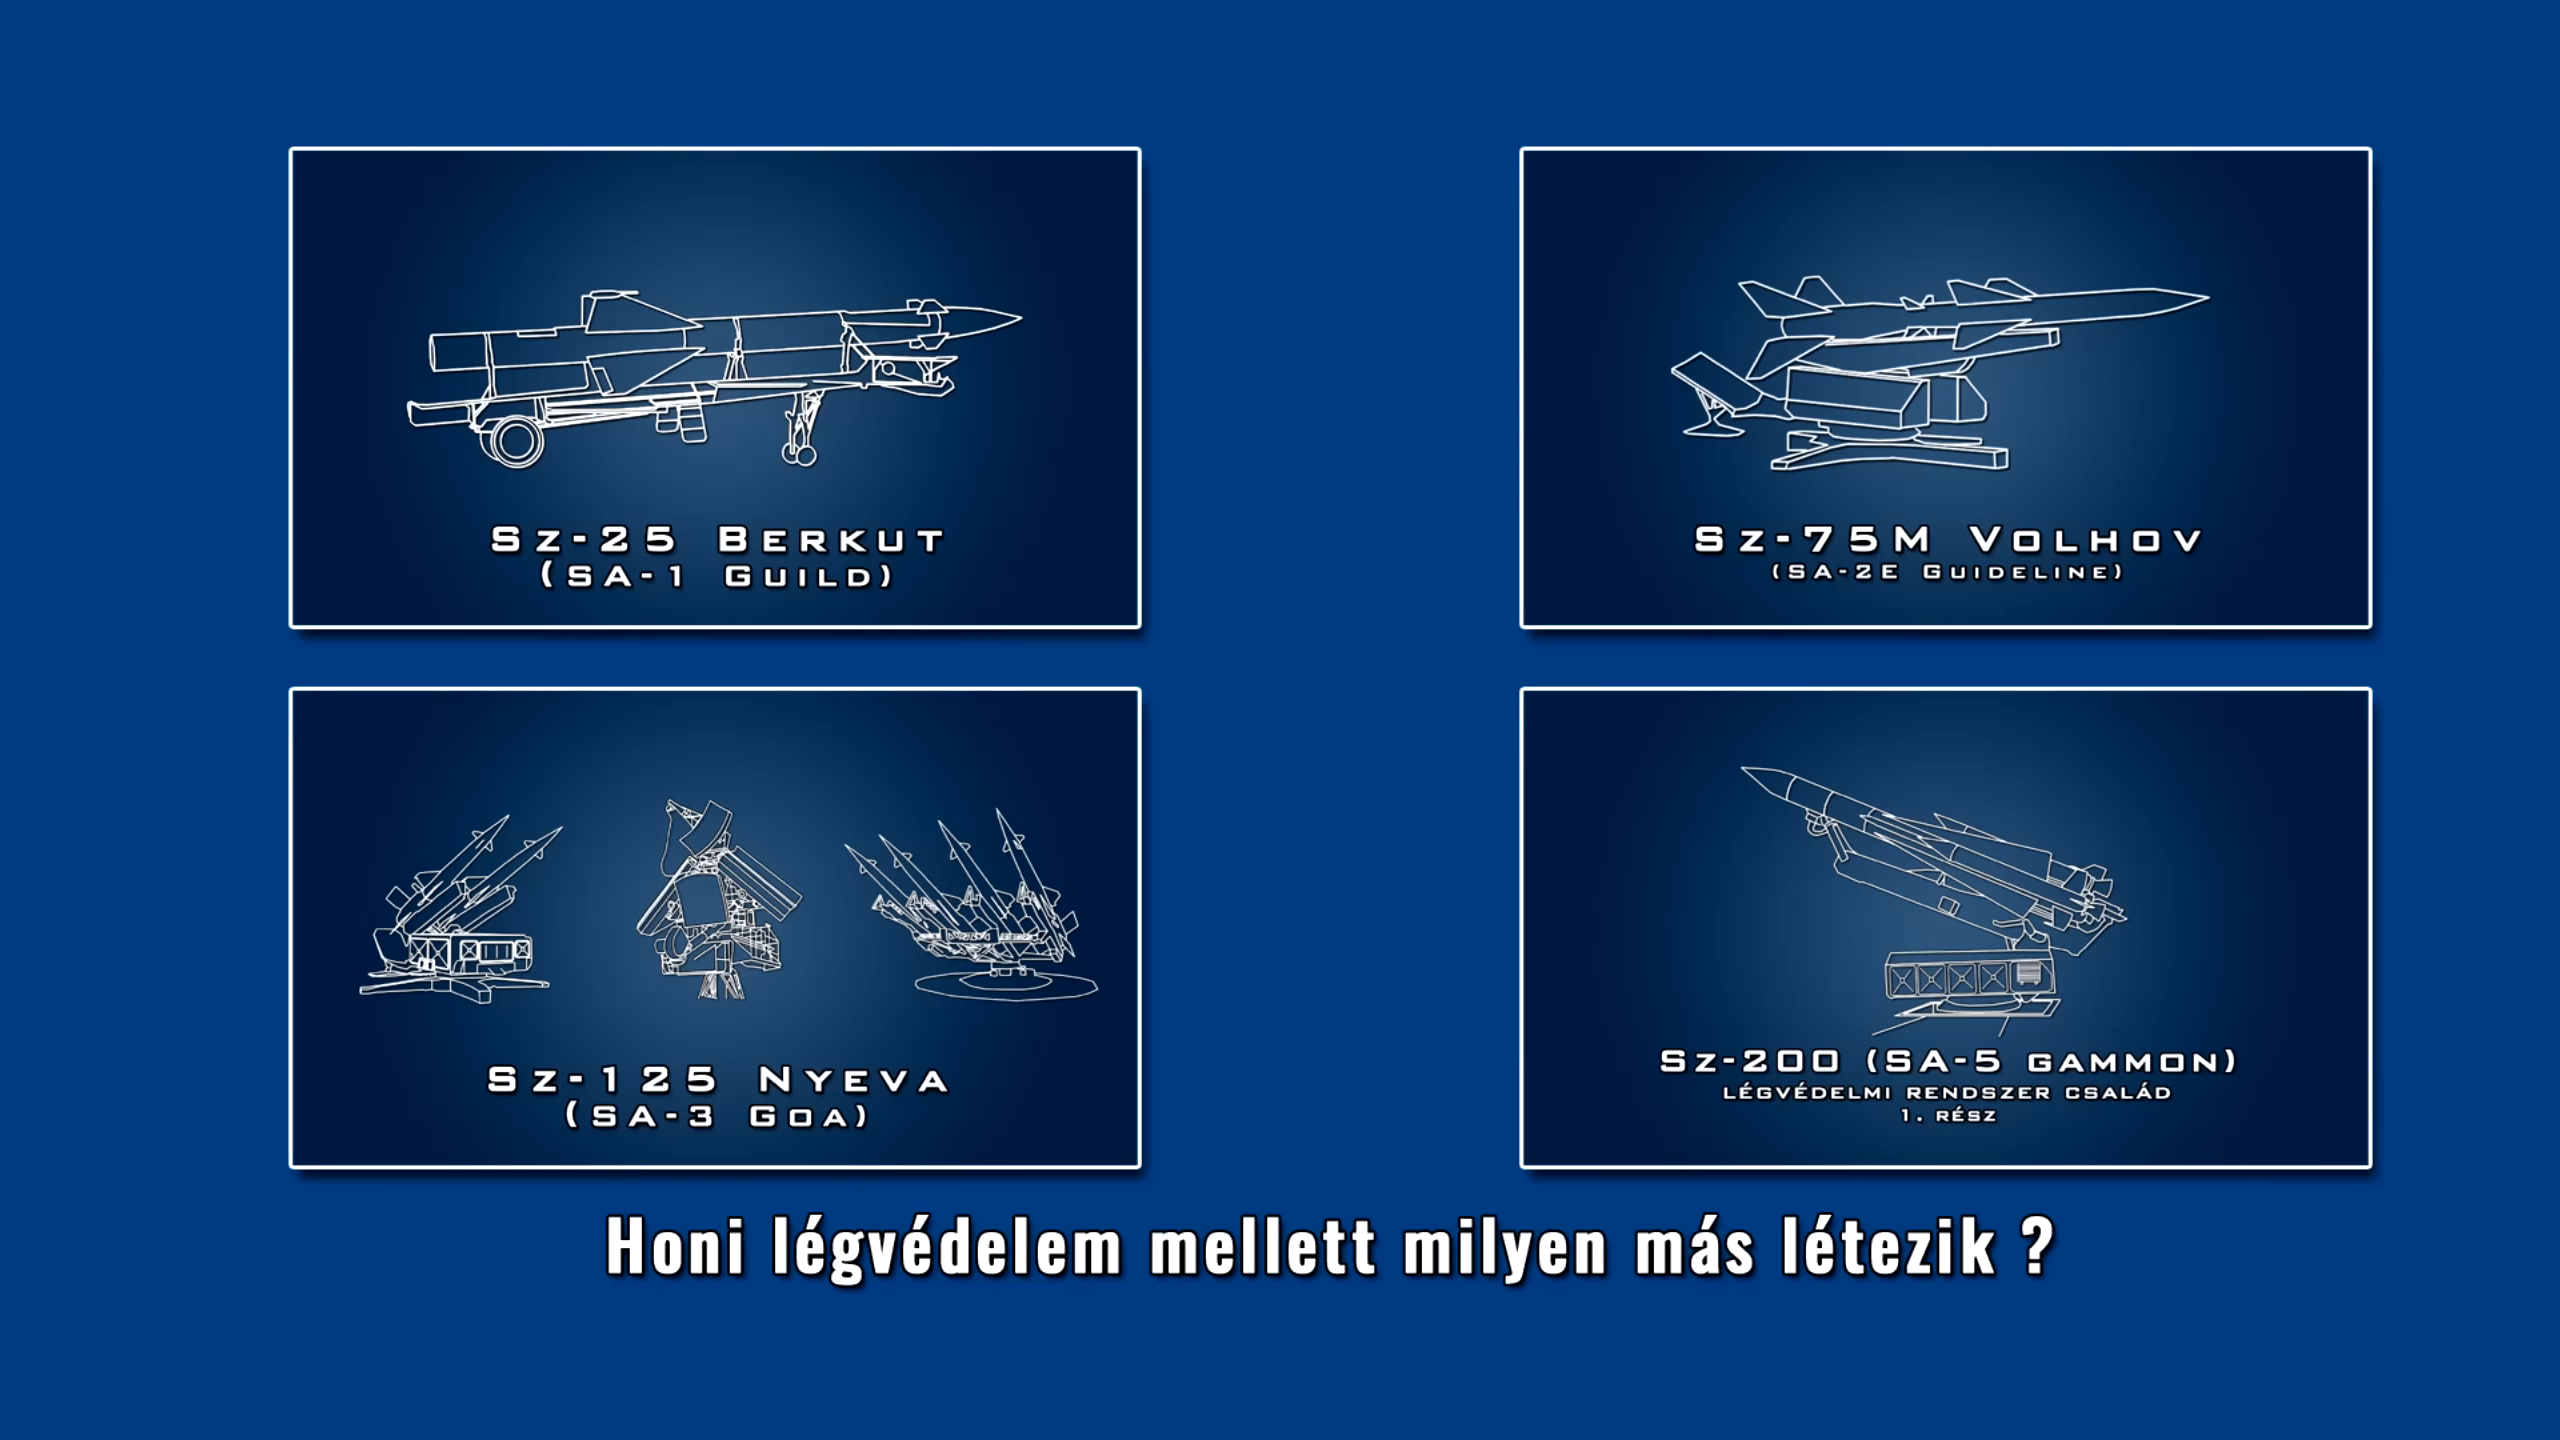 Sz-25 Berkut
(SA-1 Guild)
Sz-75M Volhov
(SA-2E Guideline)
Sz-125 Nyeva
(SA-3 Goa)
Sz-200 (SA-5 gammon)
légvédelmi rendszer család
1. rész
Honi légvédelem mellett milyen más létezik ?